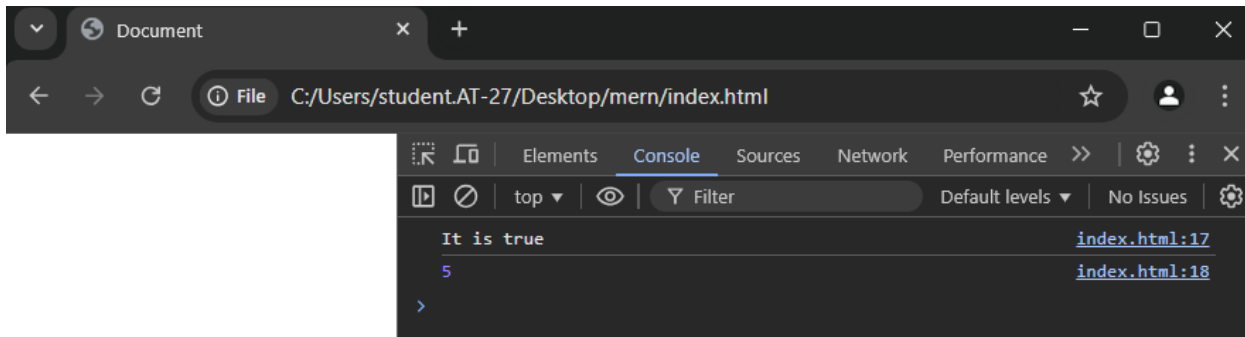 Document
File C:/Users/student.AT-27/Desktop/mern/index.html
Elements Console Sources Network Performance
top Filter Default levels No Issues
It is true index.html:17
5 index.html:18